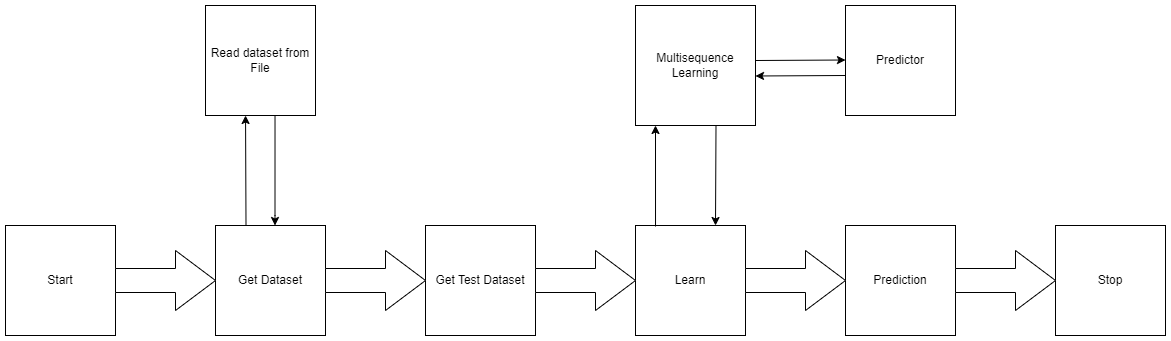 Read dataset from
File
Multisequence
Learning
Predictor
Start
Get Dataset
Get Test Dataset
Learn
Prediction
Stop